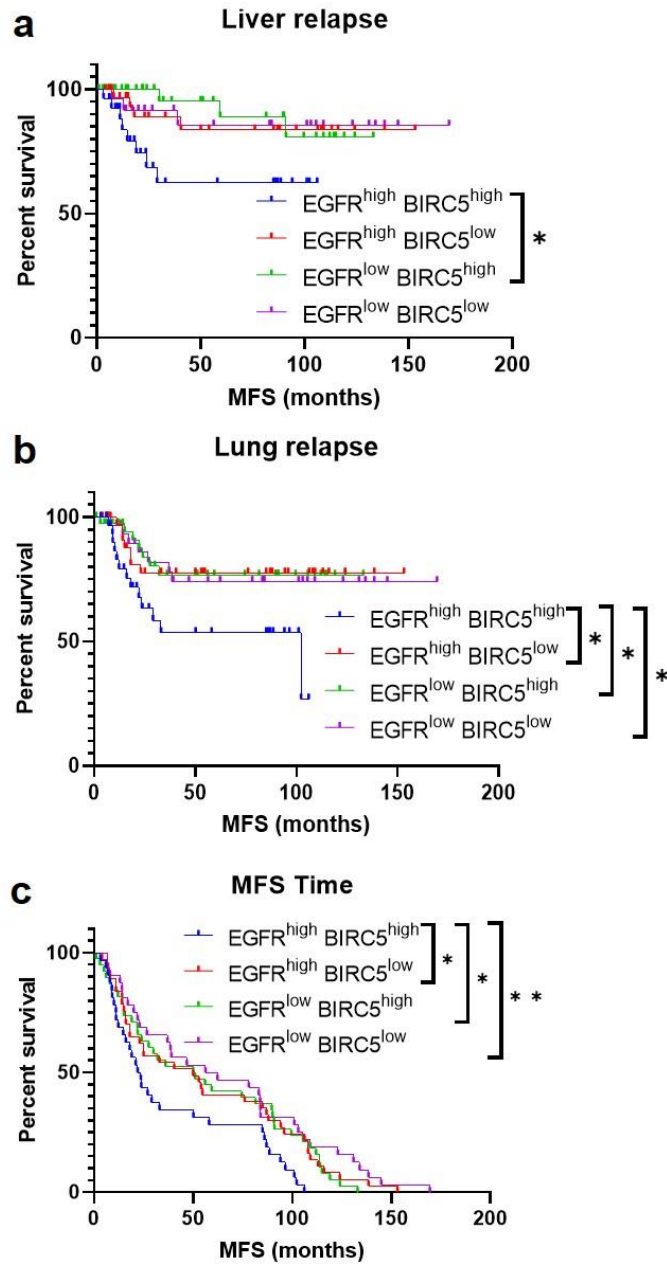 a
Liver relapse
100
50
0
Percent survival
EGFRhigh BIRC5high
EGFRhigh BIRC5low
EGFRlow BIRC5high
EGFRlow BIRC5low
*
0 50 100 150 200
MFS (months)
b
Lung relapse
100
50
0
Percent survival
EGFRhigh BIRC5high
EGFRhigh BIRC5low
EGFRlow BIRC5high
EGFRlow BIRC5low
* * *
0 50 100 150 200
MFS (months)
c
MFS Time
100
50
0
Percent survival
EGFRhigh BIRC5high
EGFRhigh BIRC5low
EGFRlow BIRC5high
EGFRlow BIRC5low
* * * *
0 50 100 150 200
MFS (months)